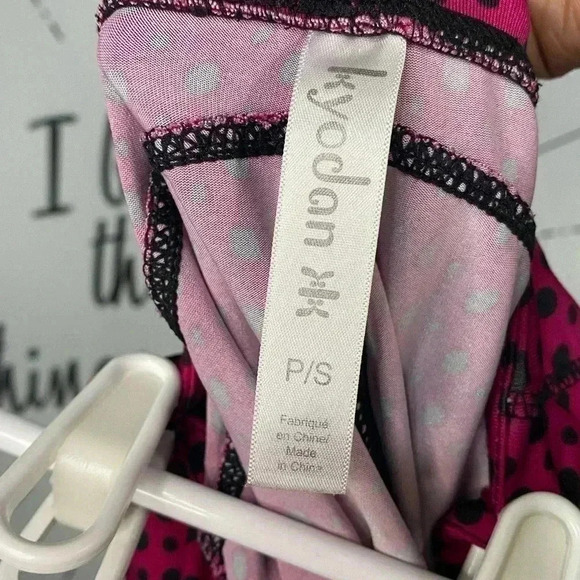 kyodan
P/S
Fabriqué
en Chine/
Made
in China
I